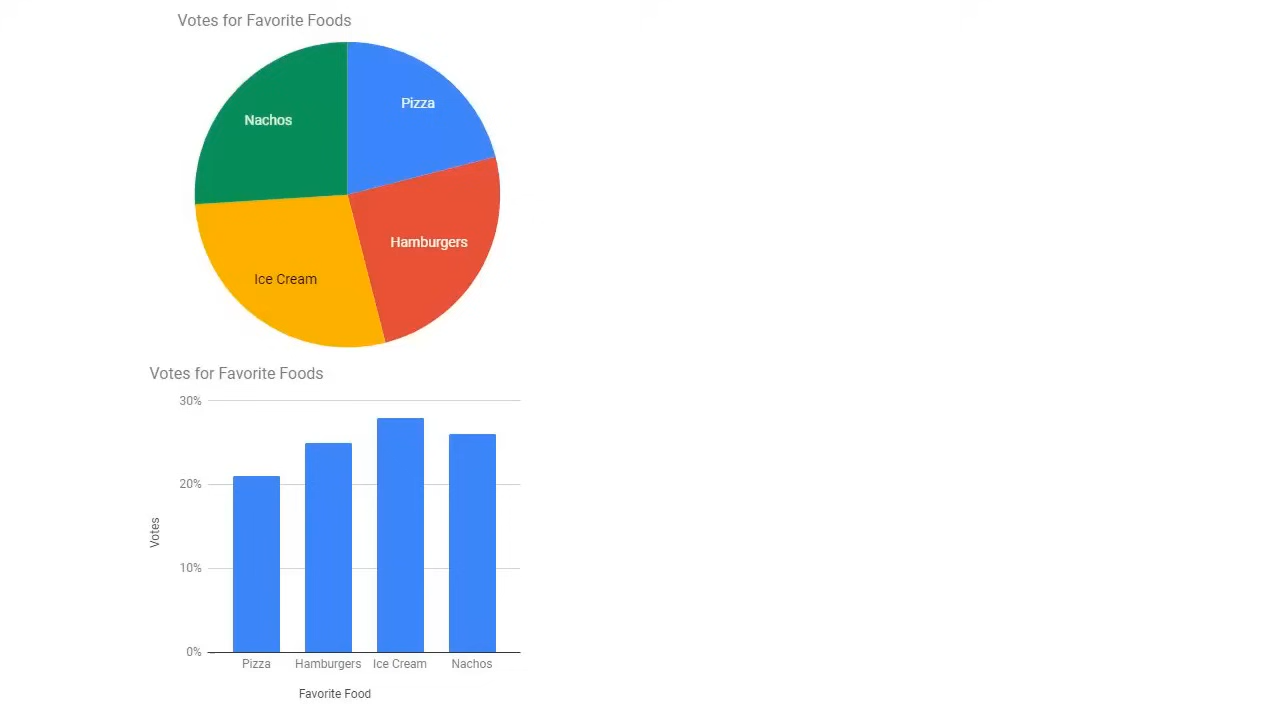 Votes for Favorite Foods
Pizza
Nachos
Hamburgers
Ice Cream
Votes for Favorite Foods
30%
20%
10%
0%
Votes
Pizza Hamburgers Ice Cream Nachos
Favorite Food